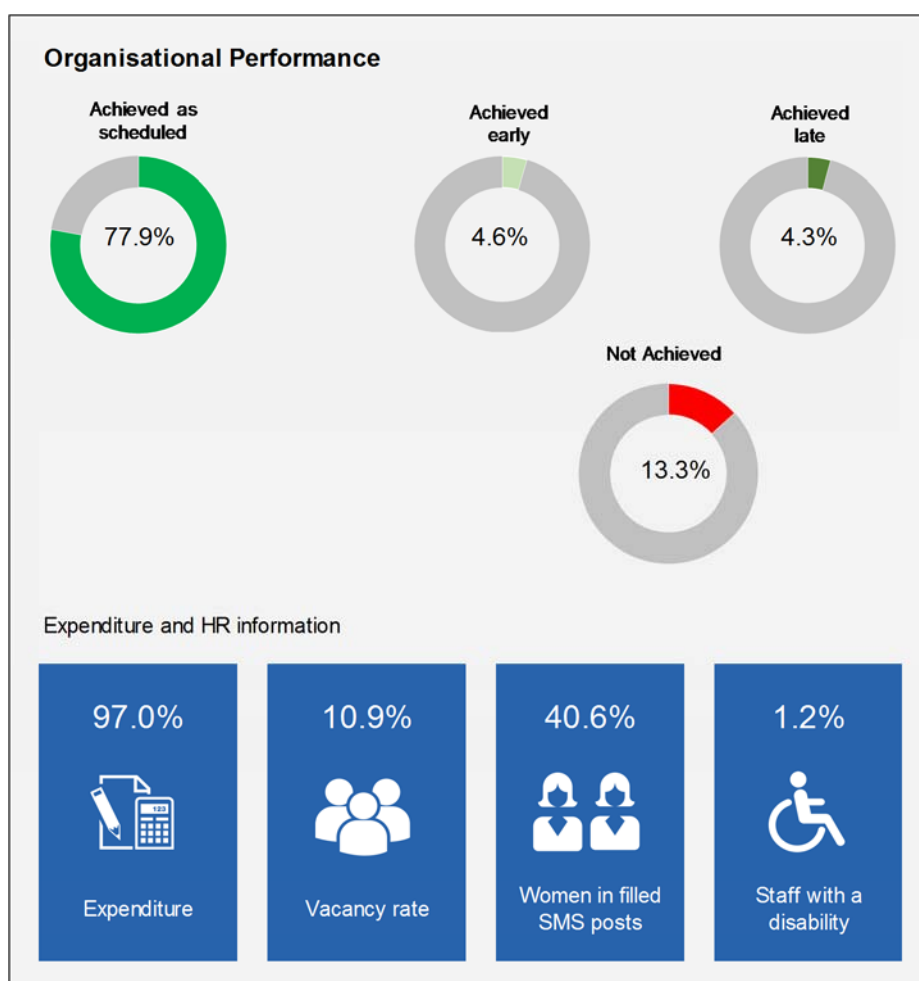 Organisational Performance
Achieved as
scheduled
77.9%
Achieved
early
4.6%
Achieved
late
4.3%
Not Achieved
13.3%
Expenditure and HR information
97.0%
123
Expenditure
10.9%
Vacancy rate
40.6%
Women in filled
SMS posts
1.2%
Staff with a
disability